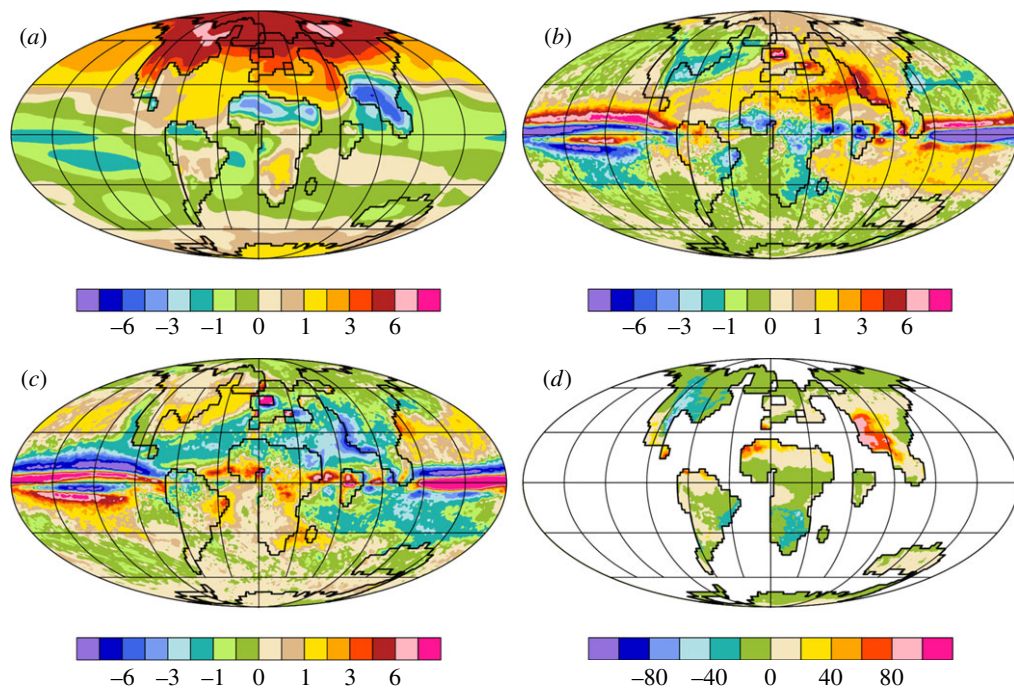 (a)
(b)
–6 –3 –1 0 1 3 6
–6 –3 –1 0 1 3 6
(c)
(d)
–6 –3 –1 0 1 3 6
–80 –40 0 40 80